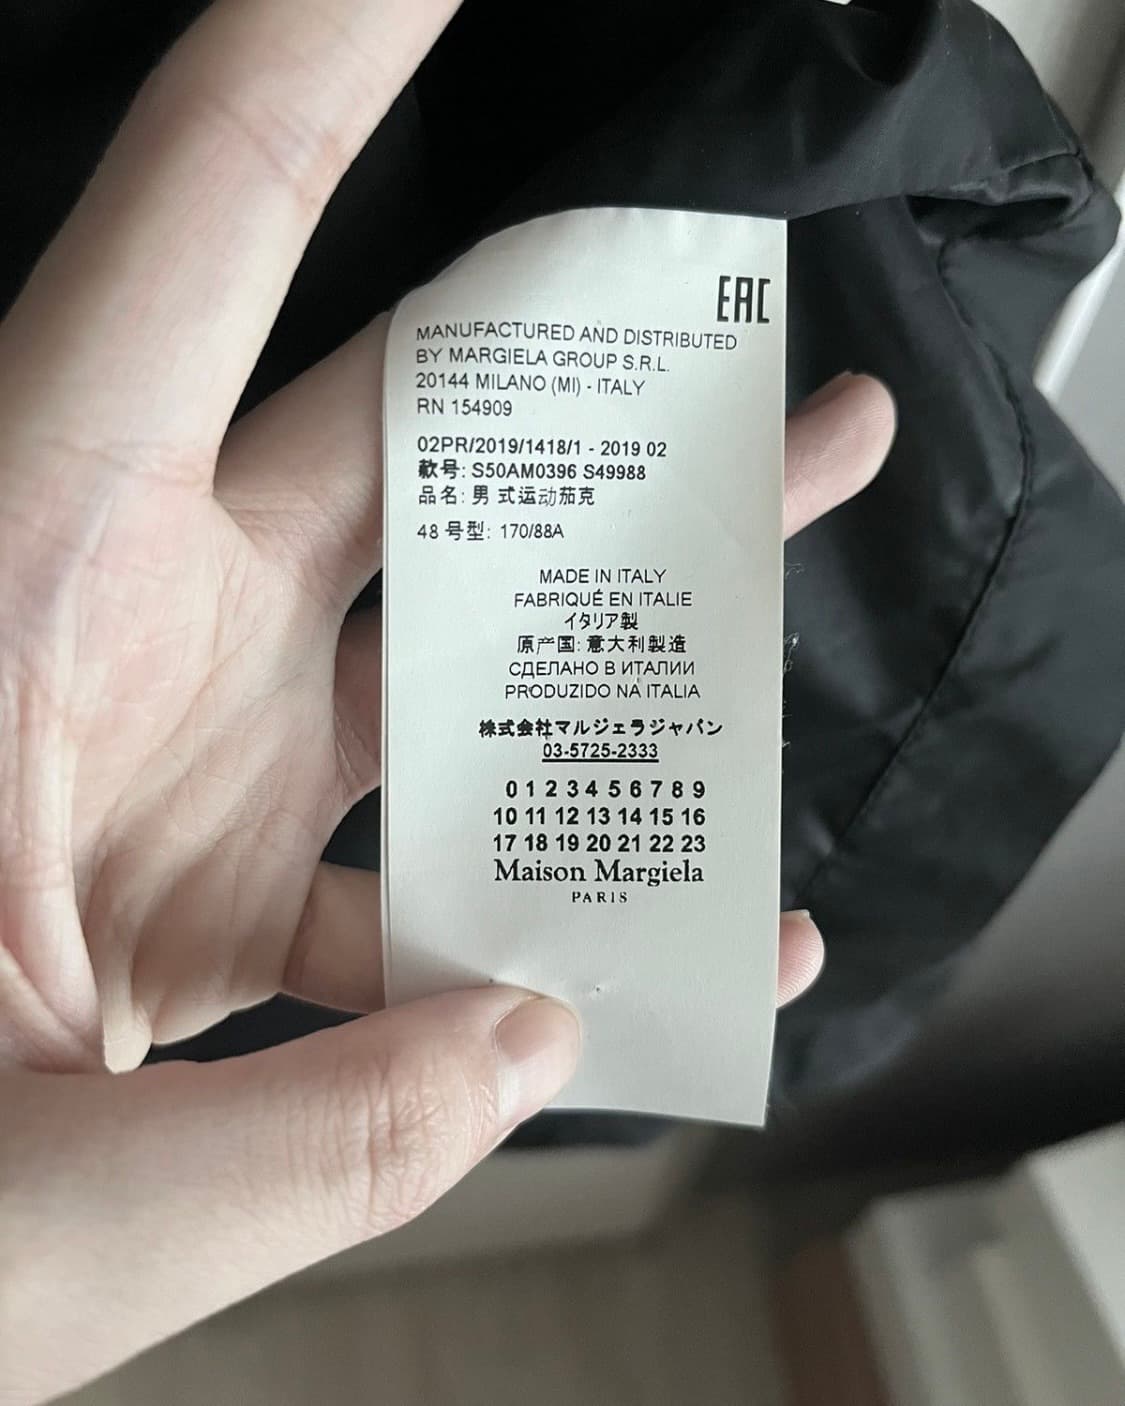 EAC
MANUFACTURED AND DISTRIBUTED
BY MARGIELA GROUP S.R.L.
20144 MILANO (MI) - ITALY
RN 154909
02PR/2019/1418/1 - 2019 02
款号: S50AM0396 S49988
品名: 男 式运动茄克
48 号型: 170/88A
MADE IN ITALY
FABRIQUÉ EN ITALIE
イタリア製
原产国: 意大利製造
СДЕЛАНО В ИТАЛИИ
PRODUZIDO NA ITALIA
株式会社マルジェラジャパン
03-5725-2333
0 1 2 3 4 5 6 7 8 9
10 11 12 13 14 15 16
17 18 19 20 21 22 23
Maison Margiela
PARIS